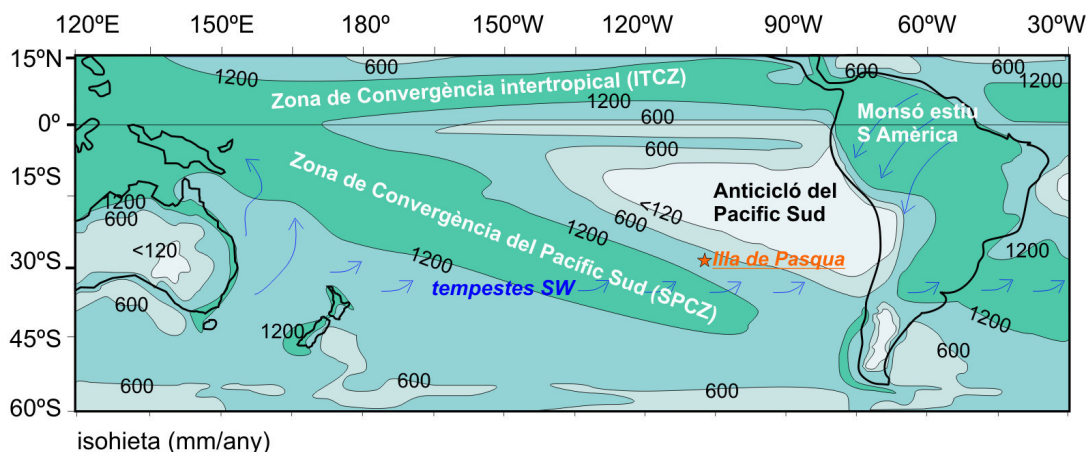 120ºE 150ºE 180º 150ºW 120ºW 90ºW 60ºW 30ºW
15ºN
0º
15ºS
30ºS
45ºS
60ºS
1200
600
600
1200
Zona de Convergència intertropical (ITCZ)
1200
600
600
Monsó estiu
S Amèrica
Zona de Convergència del Pacífic Sud (SPCZ)
Anticicló del
Pacific Sud
<120
600
1200
1200
600
<120
1200
Illa de Pasqua
tempestes SW
1200
600
1200
1200
600
600
600
600
isohieta (mm/any)